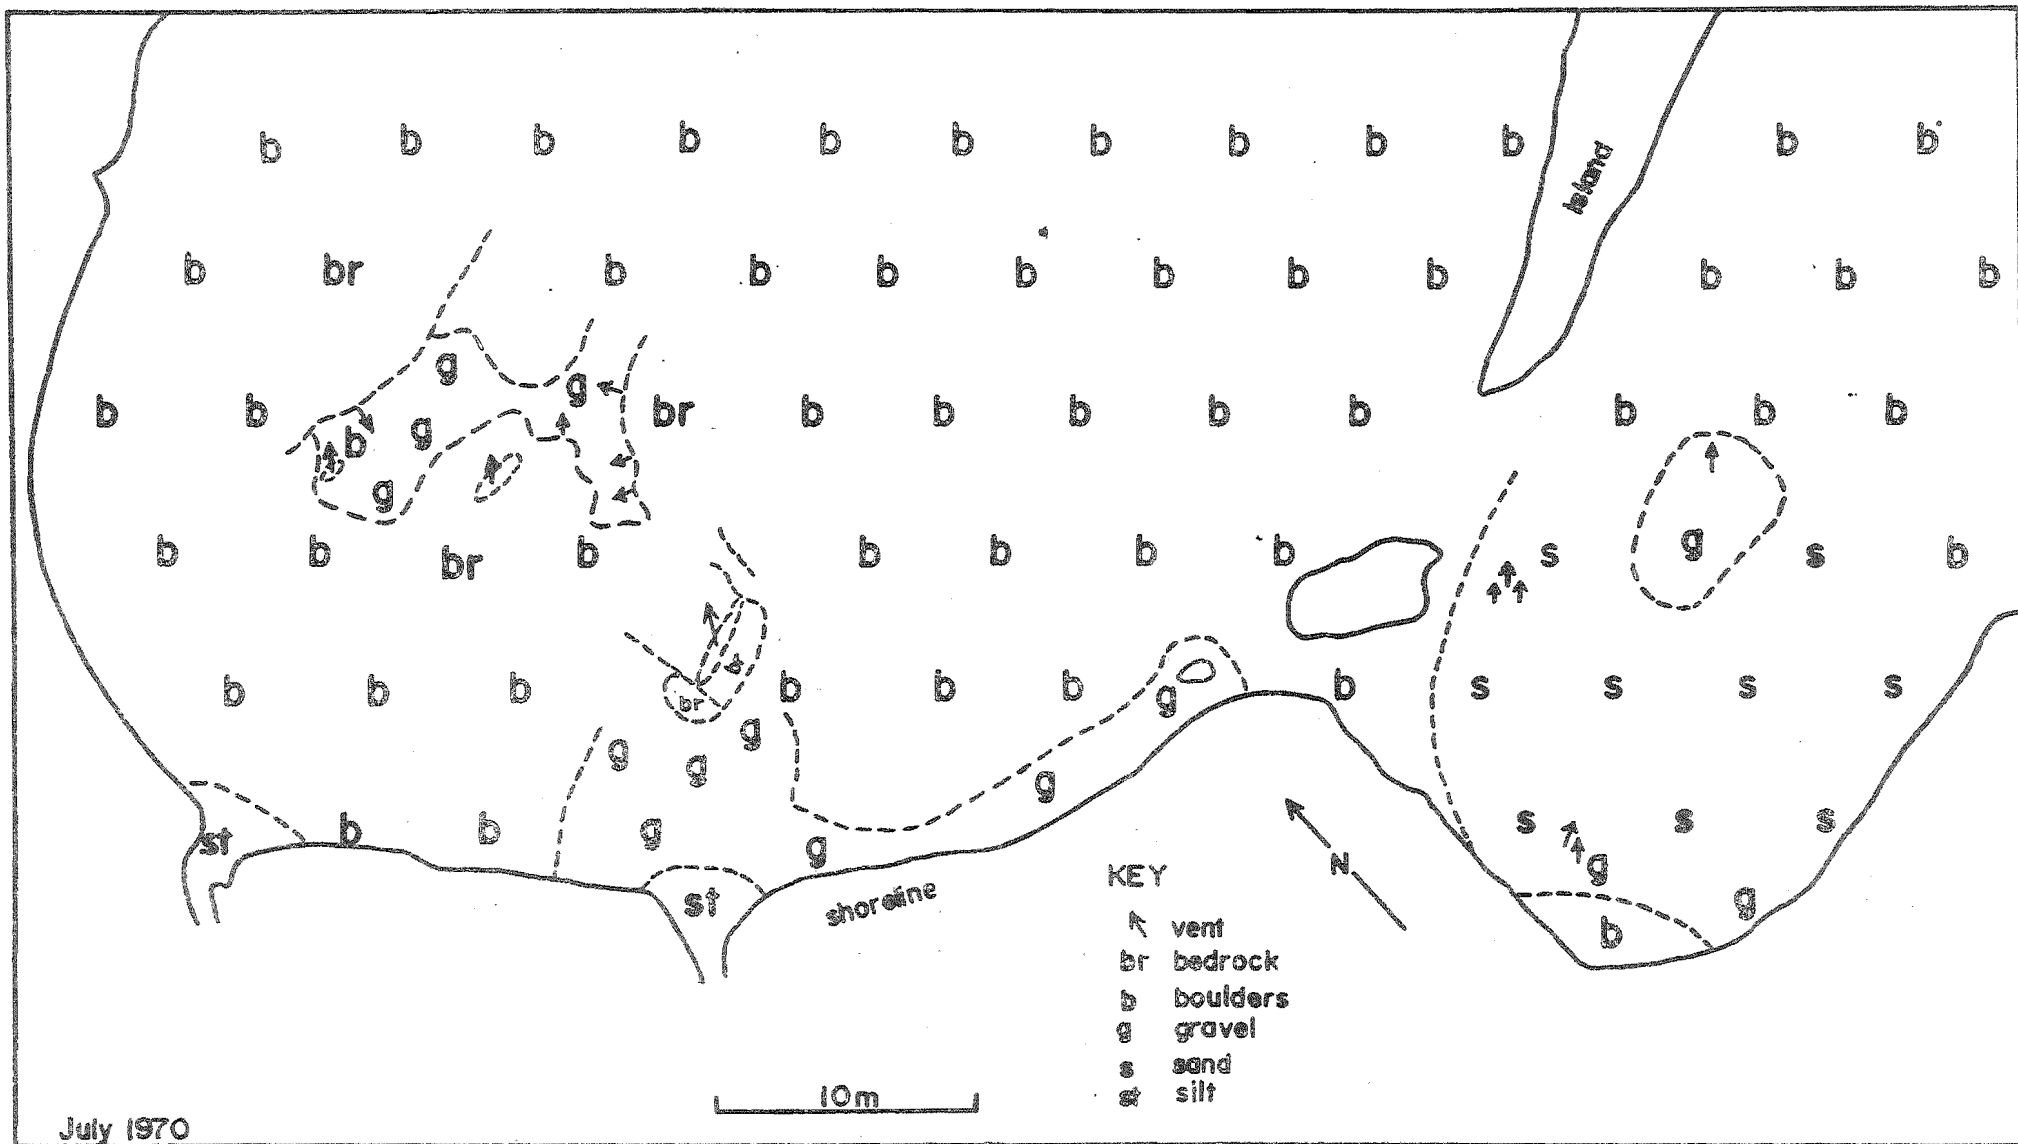 b b b b b b b b b b b b
b br b b b b b b b b b b
g
b b g g br b b b b b b b b
b g
b b br b b b b b s g s b
br
b b b br b b b g b s s s s
g g g
g
st b b g g s s s
g
st shoreline g
b
N
Island
KEY
vent
br bedrock
b boulders
g gravel
s sand
st silt
10m
July 1970